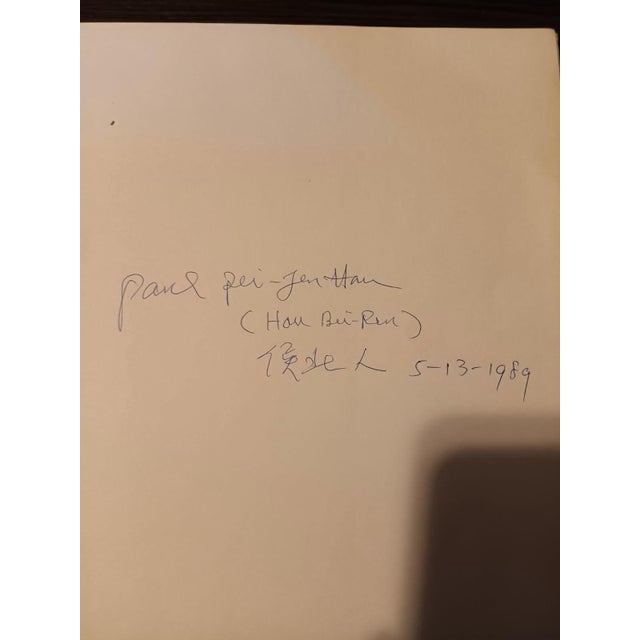 Paul Pei-Jen Hau
(Hou Bei-Ren)
侯北人 5-13-1989